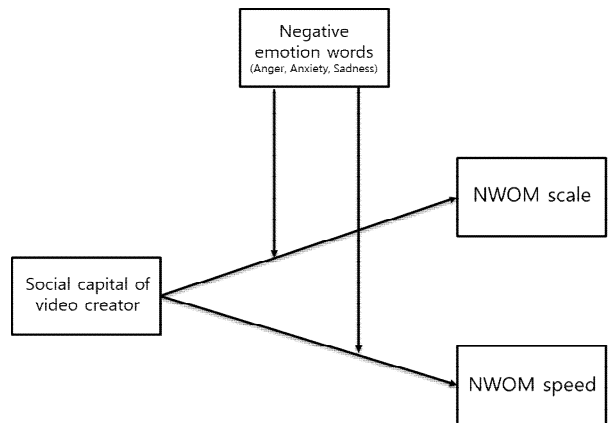 Negative
emotion words
(Anger, Anxiety, Sadness)
NWOM scale
Social capital of
video creator
NWOM speed